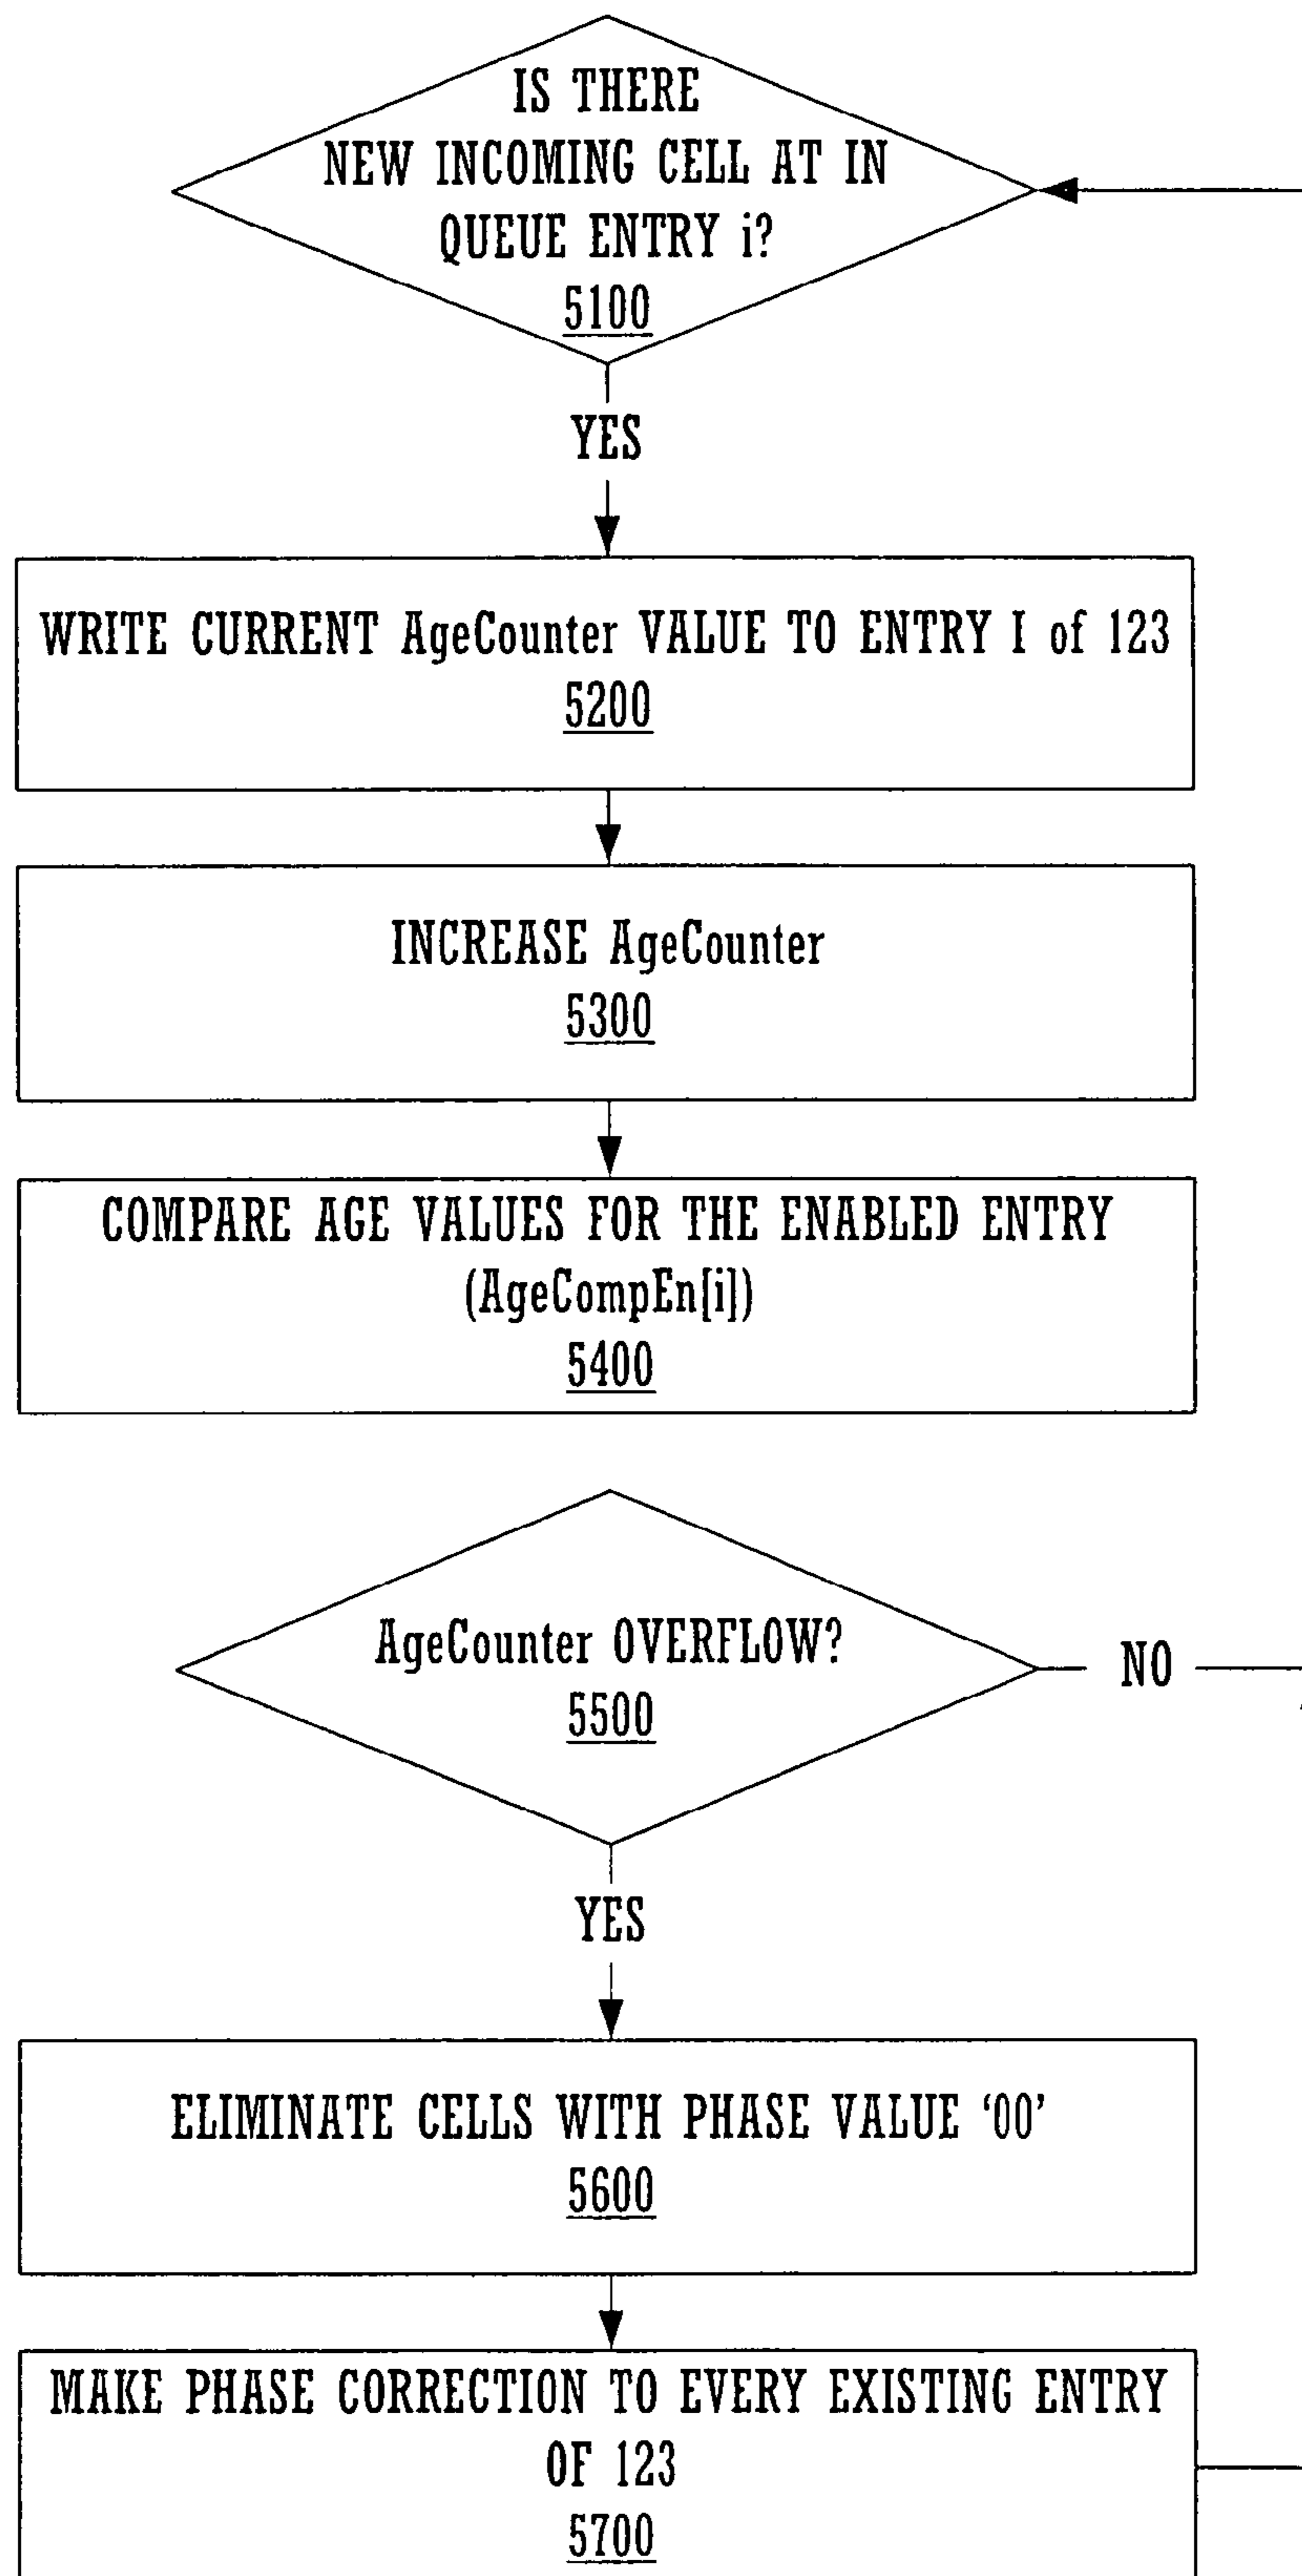 IS THERE
NEW INCOMING CELL AT IN
QUEUE ENTRY i?
5100
YES
WRITE CURRENT AgeCounter VALUE TO ENTRY I of 123
5200
INCREASE AgeCounter
5300
COMPARE AGE VALUES FOR THE ENABLED ENTRY
(AgeCompEn[i])
5400
AgeCounter OVERFLOW?
5500
NO
YES
ELIMINATE CELLS WITH PHASE VALUE ‘00’
5600
MAKE PHASE CORRECTION TO EVERY EXISTING ENTRY
OF 123
5700